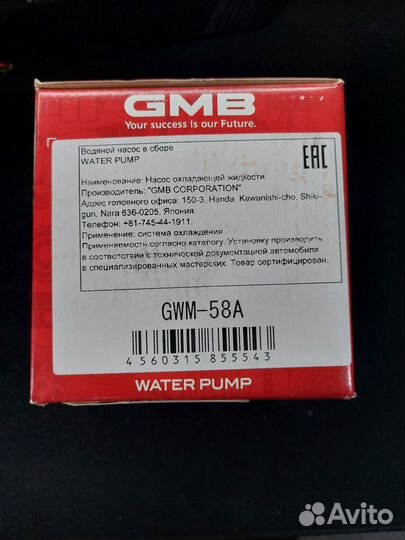 GMB
Your success is our Future.
Водяной насос в сборе
WATER PUMP
EAC
Наименование: Насос охладающей жидкости
Производитель: "GMB CORPORATION"
Адрес головного офиса: 150-3, Handa, Kawanishi-cho, Shiki-
gun, Nara 636-0205, Япония
Телефон: +81-745-44-1911.
Применение: система охлаждения
Применяемость согласно каталогу. Установку производить
в соответствии с технической документацией автомобиля
в специализированных мастерских. Товар сертифицирован.
GWM-58A
4 560315 855543
WATER PUMP
Avito